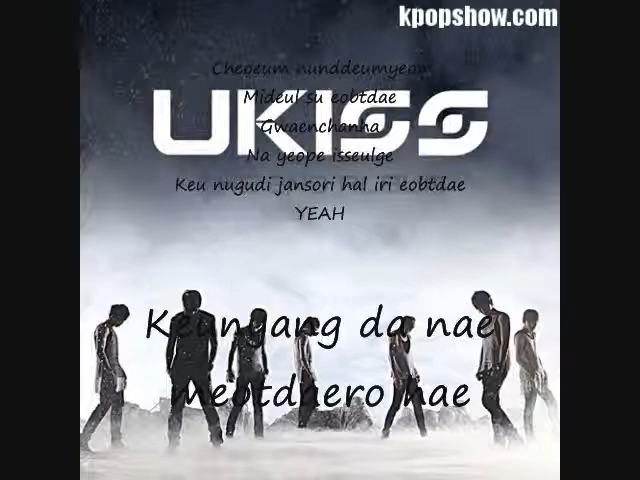 kpopshow.com
Cheoeum nunddeumyeon
Mideul su eobtdae
UKISS
Gwaenchanha
Na yeope isseulge
Keu nugudi jansori hal iri eobtdae
YEAH
Keunyang da nae
meotdaero hae